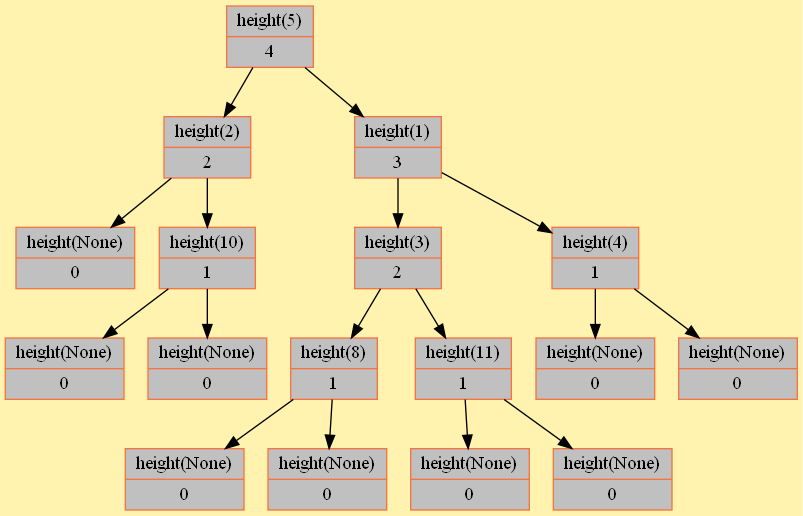 height(5)
4
height(2)
2
height(1)
3
height(None)
0
height(10)
1
height(3)
2
height(4)
1
height(None)
0
height(None)
0
height(8)
1
height(11)
1
height(None)
0
height(None)
0
height(None)
0
height(None)
0
height(None)
0
height(None)
0